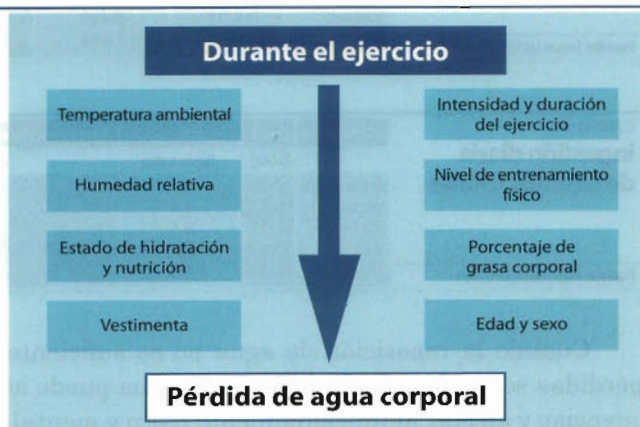 Durante el ejercicio
Temperatura ambiental
Humedad relativa
Estado de hidratación
y nutrición
Vestimenta
Intensidad y duración
del ejercicio
Nivel de entrenamiento
físico
Porcentaje de
grasa corporal
Edad y sexo
Pérdida de agua corporal